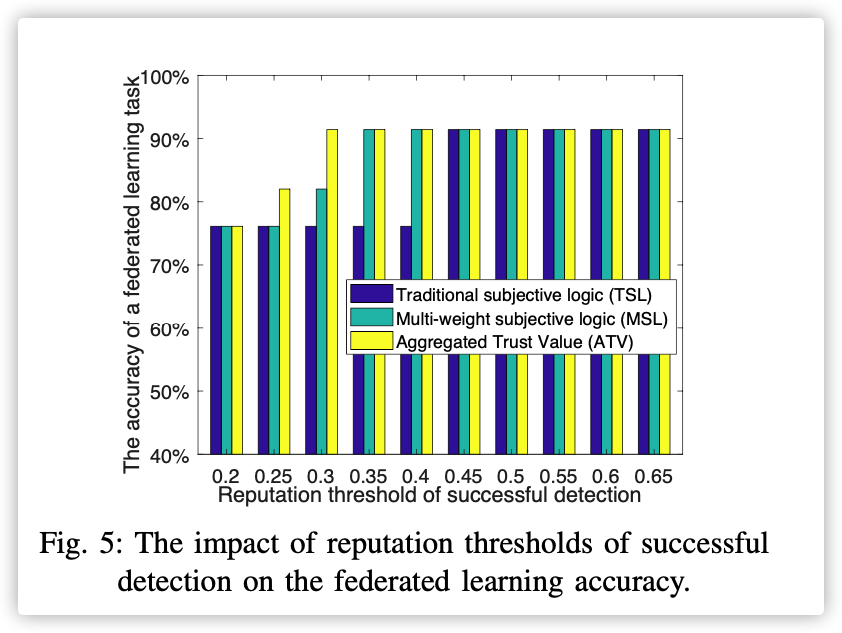 The accuracy of a federated learning task
100%
90%
80%
70%
60%
50%
40%
Traditional subjective logic (TSL)
Multi-weight subjective logic (MSL)
Aggregated Trust Value (ATV)
0.2 0.25 0.3 0.35 0.4 0.45 0.5 0.55 0.6 0.65
Reputation threshold of successful detection
Fig. 5: The impact of reputation thresholds of successful
detection on the federated learning accuracy.